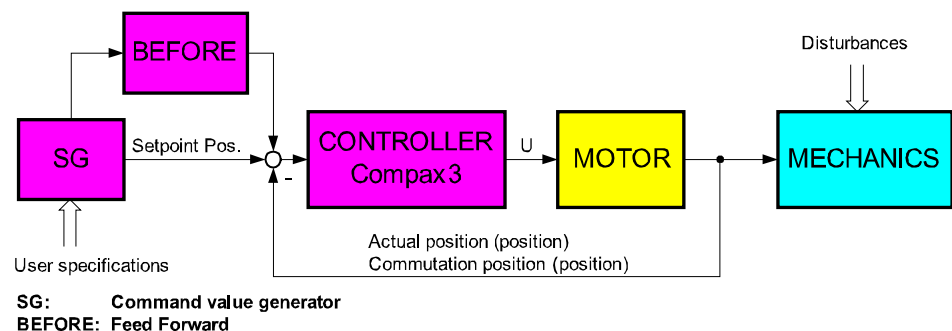 BEFORE
Disturbances
SG
Setpoint Pos.
-
CONTROLLER
Compax3
U
MOTOR
MECHANICS
Actual position (position)
Commutation position (position)
User specifications
SG: Command value generator
BEFORE: Feed Forward